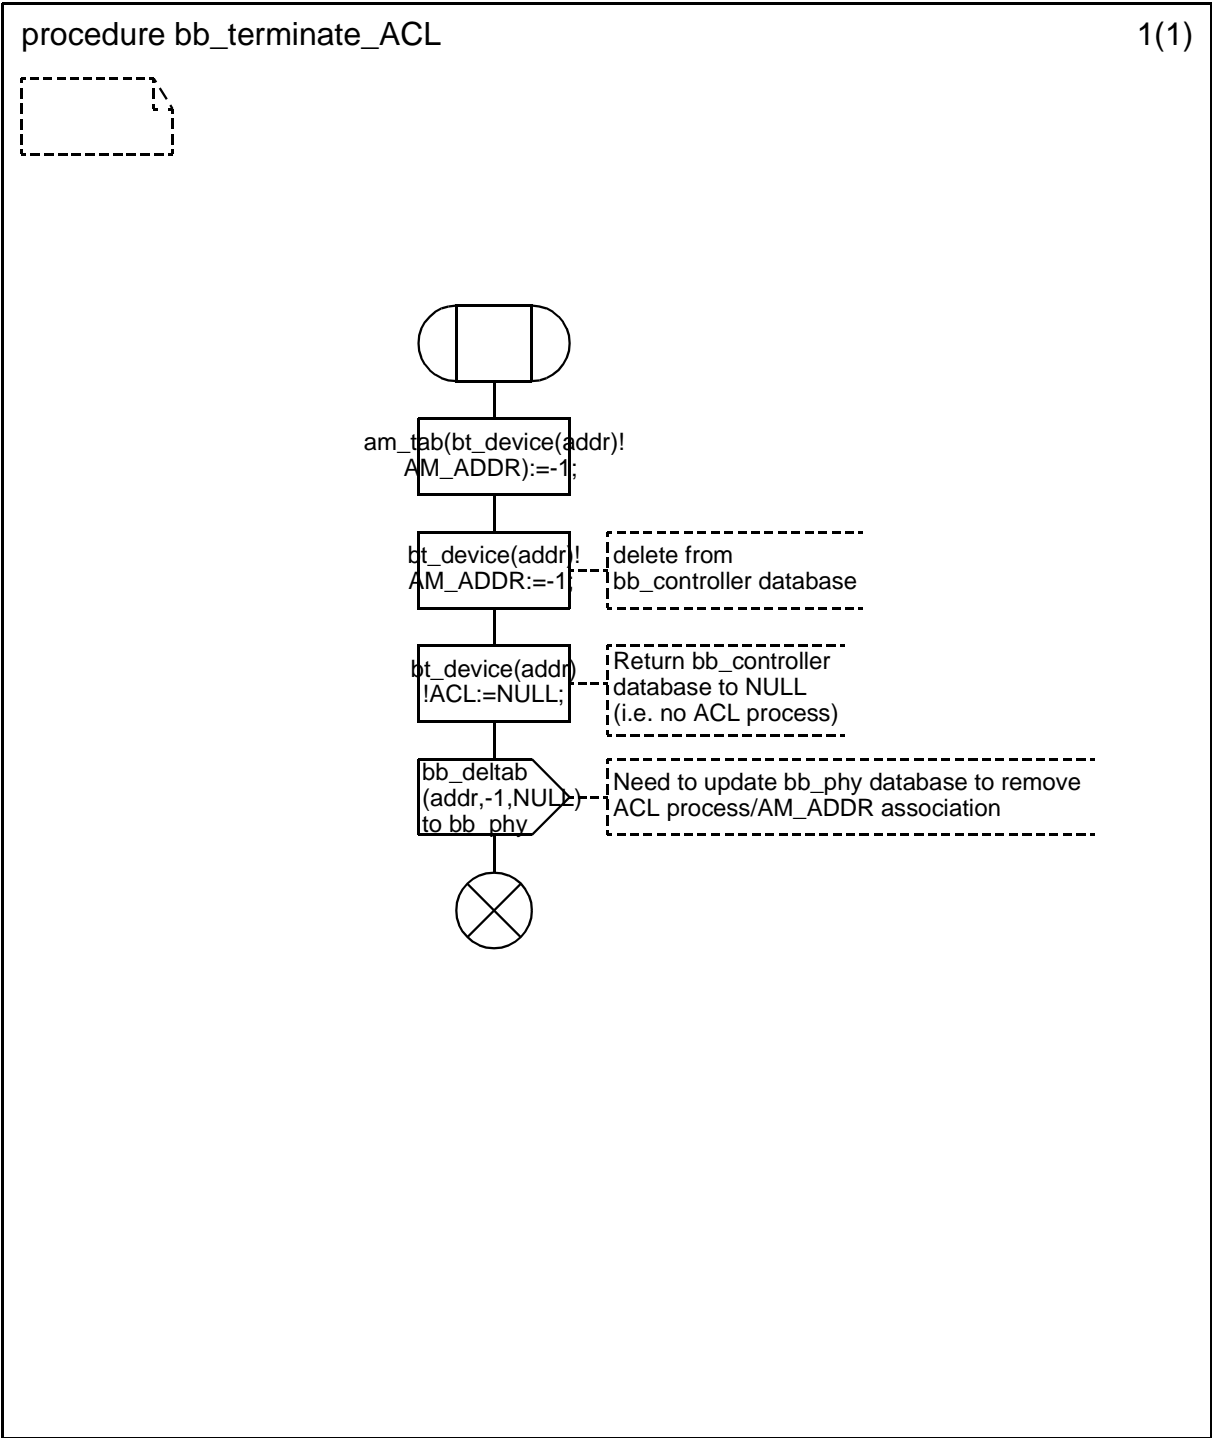 procedure bb_terminate_ACL
1(1)
am_tab(bt_device(addr)!
AM_ADDR):=-1;
bt_device(addr)!
AM_ADDR:=-1;
delete from
bb_controller database
bt_device(addr)
!ACL:=NULL;
Return bb_controller
database to NULL
(i.e. no ACL process)
bb_deltab
(addr,-1,NULL)
to bb_phy
Need to update bb_phy database to remove
ACL process/AM_ADDR association